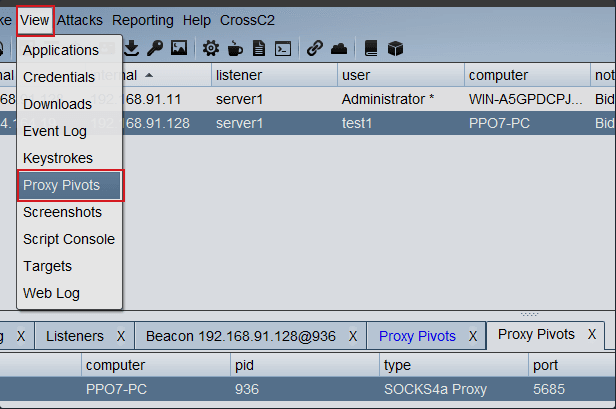 ke View Attacks Reporting Help CrossC2
Applications
Credentials
Downloads
Event Log
Keystrokes
Proxy Pivots
Screenshots
Script Console
Targets
Web Log
nal internal listener user computer not
192.168.91.11 server1 Administrator * WIN-A5GPDCPJ... Bid
192.168.91.128 server1 test1 PPO7-PC Bid
g X Listeners X Beacon 192.168.91.128@936 X Proxy Pivots X Proxy Pivots X
computer pid type port
PPO7-PC 936 SOCKS4a Proxy 5685